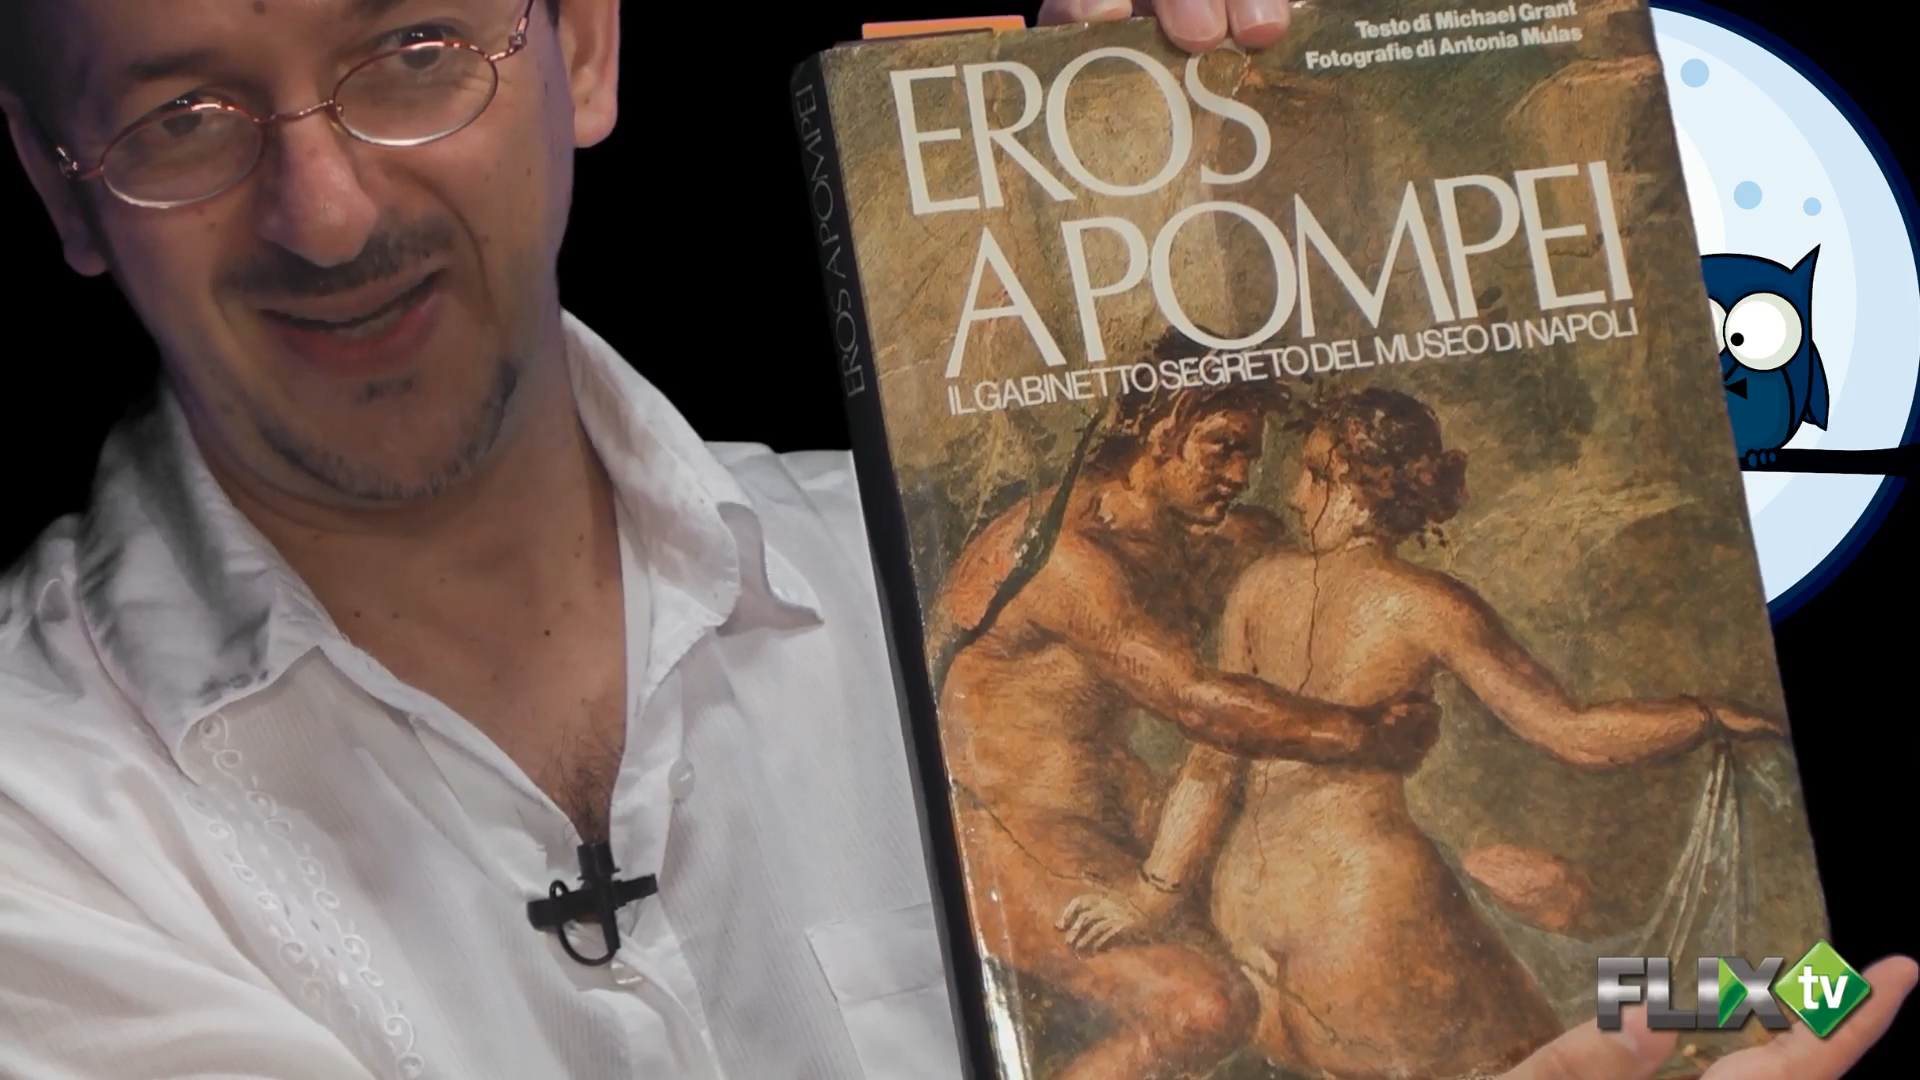 Testo di Michael Grant
Fotografie di Antonia Mulas
EROS
A POMPEI
IL GABINETTO SEGRETO DEL MUSEO DI NAPOLI
EROS A POMPEI
FLIX tv